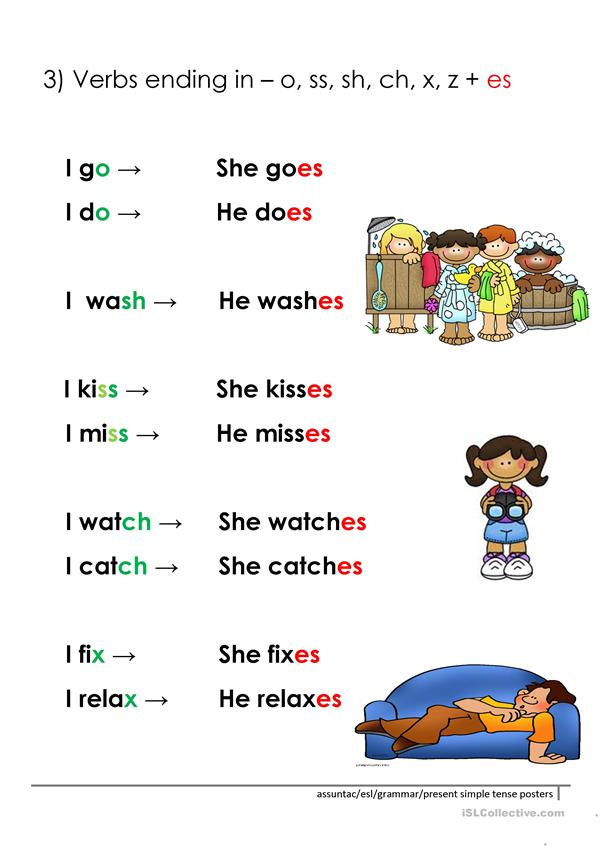 3) Verbs ending in – o, ss, sh, ch, x, z + es
I go → She goes
I do → He does
I wash → He washes
I kiss → She kisses
I miss → He misses
I watch → She watches
I catch → She catches
I fix → She fixes
I relax → He relaxes
assuntac/esl/grammar/present simple tense posters
iSLCollective.com